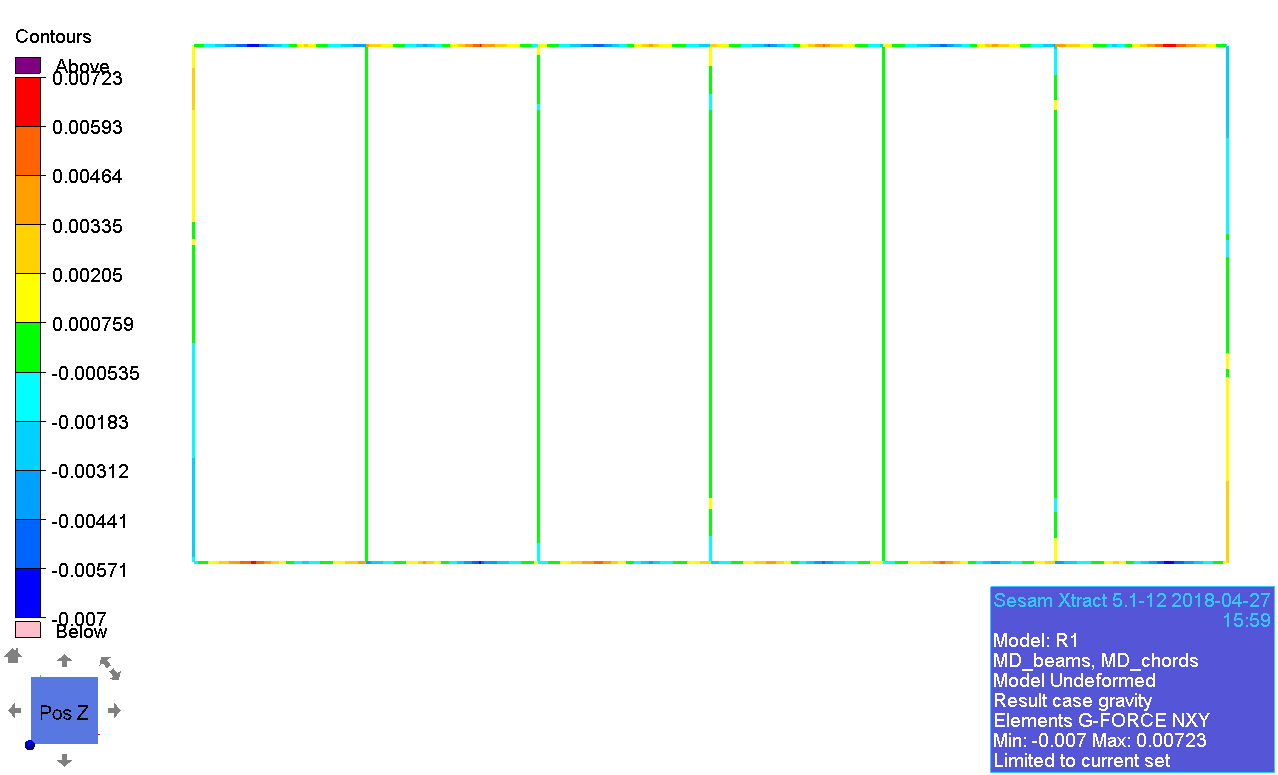 Contours
Above
0.00723
0.00593
0.00464
0.00335
0.00205
0.000759
-0.000535
-0.00183
-0.00312
-0.00441
-0.00571
-0.007
Below
Pos Z
Sesam Xtract 5.1-12 2018-04-27
15:59
Model: R1
MD_beams, MD_chords
Model Undeformed
Result case gravity
Elements G-FORCE NXY
Min: -0.007 Max: 0.00723
Limited to current set